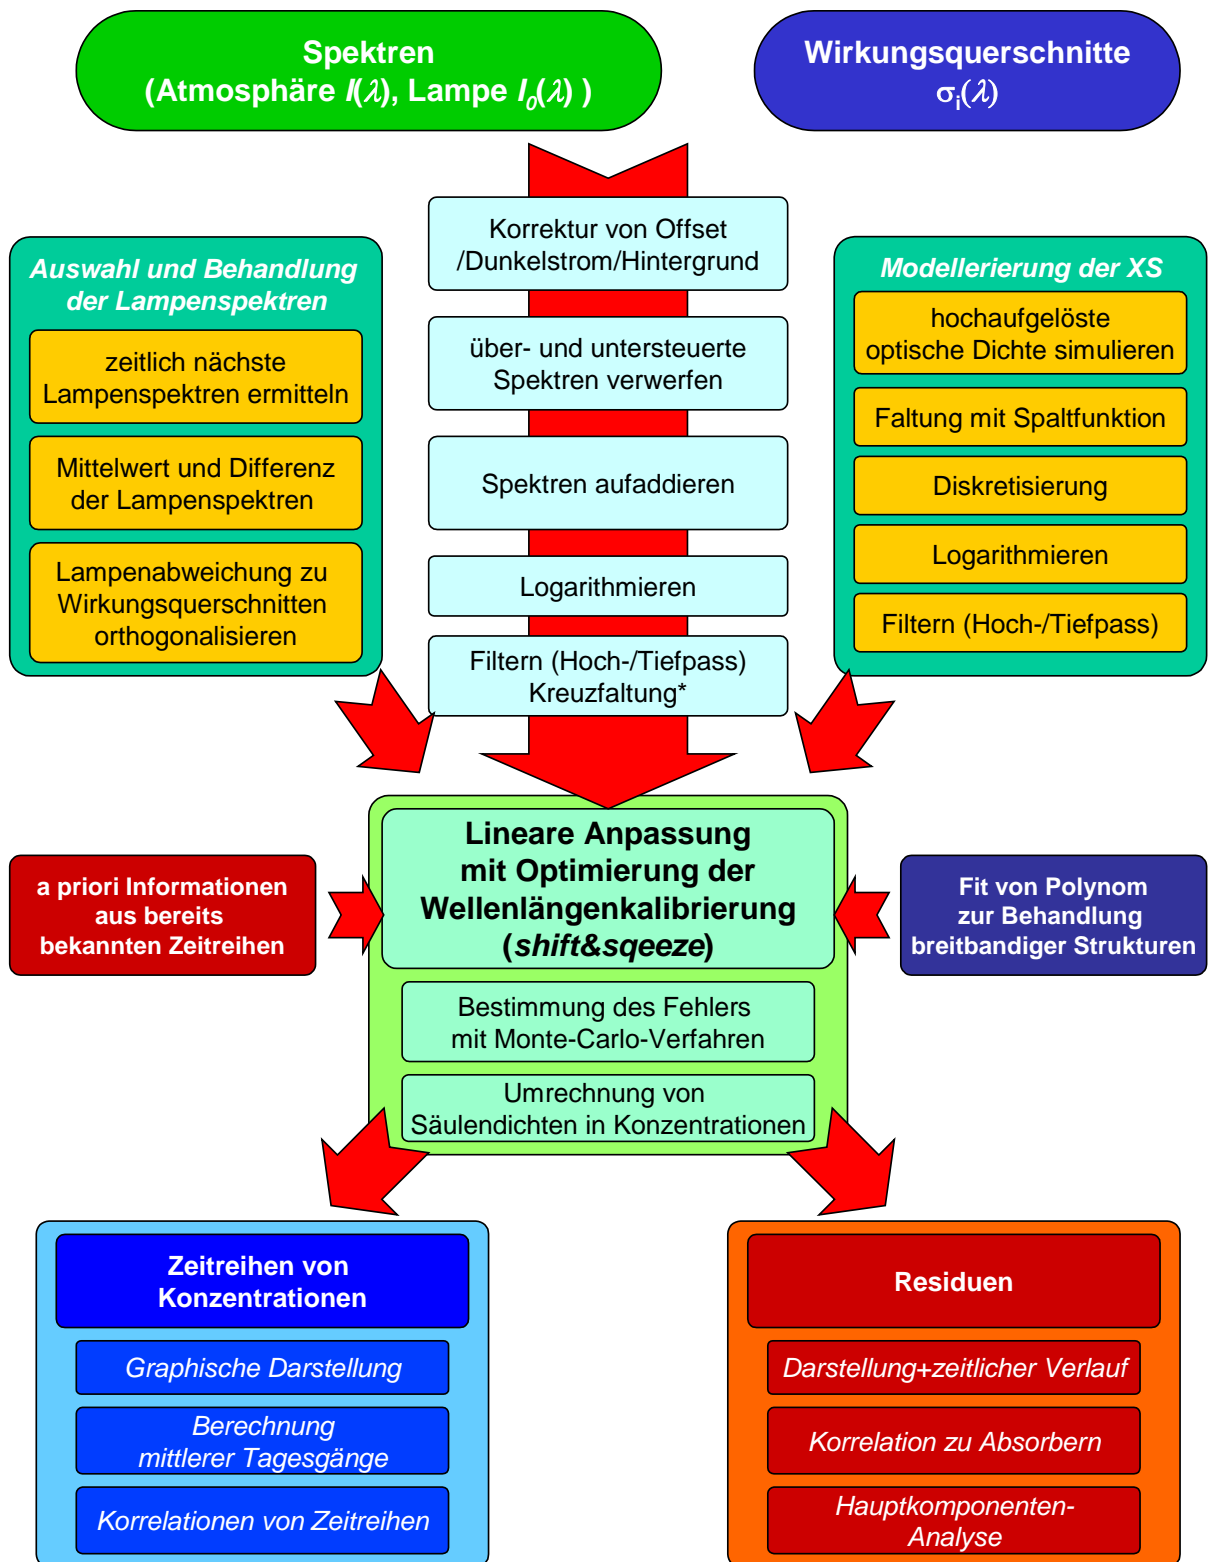 Spektren
(Atmosphäre I(λ), Lampe I₀(λ) )
Wirkungsquerschnitte
σᵢ(λ)
Korrektur von Offset
/Dunkelstrom/Hintergrund
über- und untersteuerte
Spektren verwerfen
Spektren aufaddieren
Logarithmieren
Filtern (Hoch-/Tiefpass)
Kreuzfaltung*
Auswahl und Behandlung
der Lampenspektren
zeitlich nächste
Lampenspektren ermitteln
Mittelwert und Differenz
der Lampenspektren
Lampenabweichung zu
Wirkungsquerschnitten
orthogonalisieren
Modellerierung der XS
hochaufgelöste
optische Dichte simulieren
Faltung mit Spaltfunktion
Diskretisierung
Logarithmieren
Filtern (Hoch-/Tiefpass)
Lineare Anpassung
mit Optimierung der
Wellenlängenkalibrierung
(shift&sqeeze)
a priori Informationen
aus bereits
bekannten Zeitreihen
Fit von Polynom
zur Behandlung
breitbandiger Strukturen
Bestimmung des Fehlers
mit Monte-Carlo-Verfahren
Umrechnung von
Säulendichten in Konzentrationen
Zeitreihen von
Konzentrationen
Graphische Darstellung
Berechnung
mittlerer Tagesgänge
Korrelationen von Zeitreihen
Residuen
Darstellung+zeitlicher Verlauf
Korrelation zu Absorbern
Hauptkomponenten-
Analyse